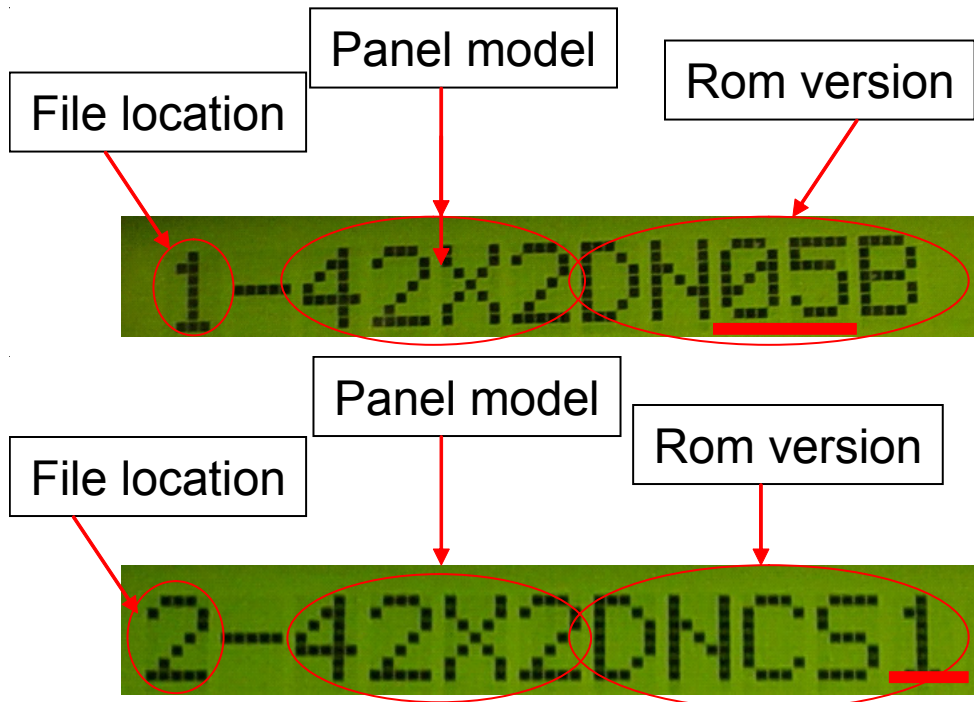 Panel model
Rom version
File location
1-42X2DN05B
Panel model
Rom version
File location
2-42X2DNCS1